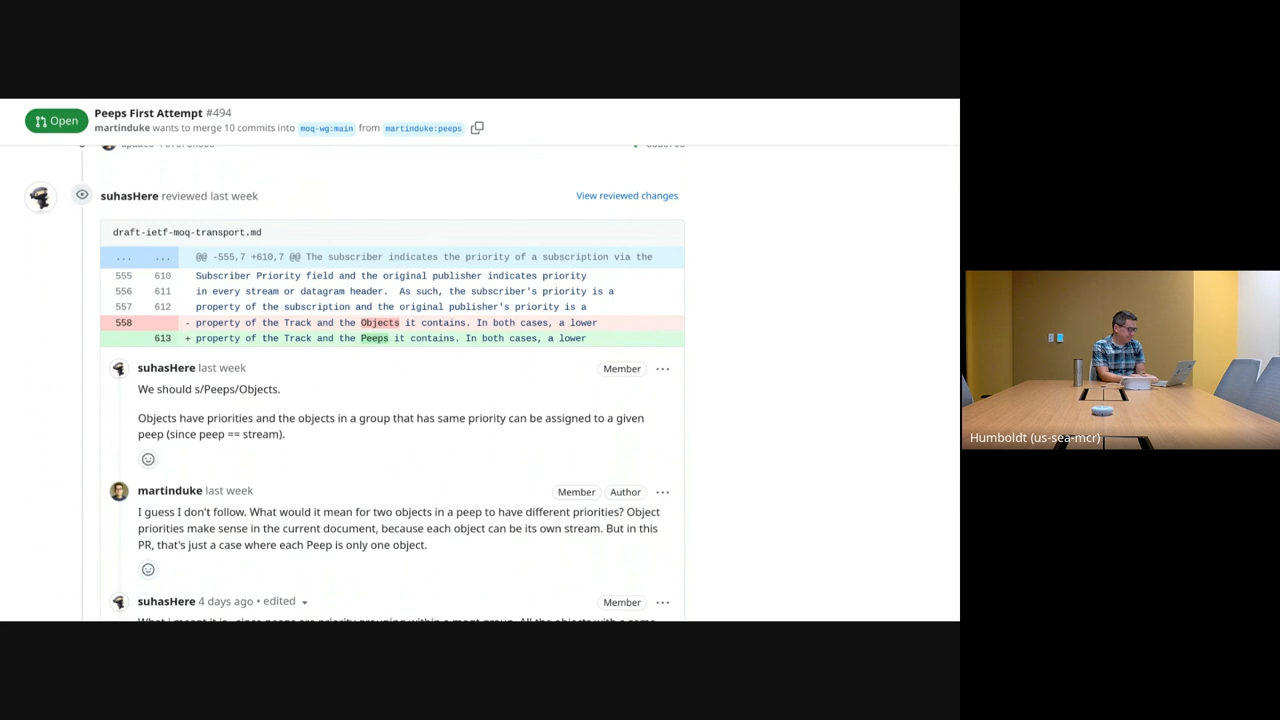 Open
Peeps First Attempt #494
martinduke wants to merge 10 commits into moq-wg:main from martinduke:peeps
suhasHere reviewed last week
View reviewed changes
draft-ietf-moq-transport.md
... ... @@ -555,7 +610,7 @@ The subscriber indicates the priority of a subscription via the
555 610 Subscriber Priority field and the original publisher indicates priority
556 611 in every stream or datagram header. As such, the subscriber's priority is a
557 612 property of the subscription and the original publisher's priority is a
558 - property of the Track and the Objects it contains. In both cases, a lower
613 + property of the Track and the Peeps it contains. In both cases, a lower
suhasHere last week
Member
We should s/Peeps/Objects.
Objects have priorities and the objects in a group that has same priority can be assigned to a given
peep (since peep == stream).
martinduke last week
Member Author
I guess I don't follow. What would it mean for two objects in a peep to have different priorities? Object
priorities make sense in the current document, because each object can be its own stream. But in this
PR, that's just a case where each Peep is only one object.
suhasHere 4 days ago • edited
Member
Humboldt (us-sea-mcr)